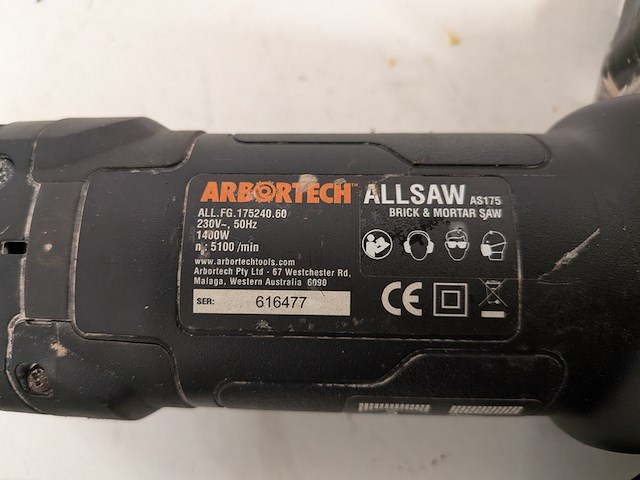 ARBORTECH™ ALLSAW AS175
BRICK & MORTAR SAW
ALL.FG.175240.60
230V~, 50Hz
1400W
n : 5100 /min
www.arbortechtools.com
Arbortech Pty Ltd - 67 Westchester Rd,
Malaga, Western Australia 6090
SER: 616477
CE